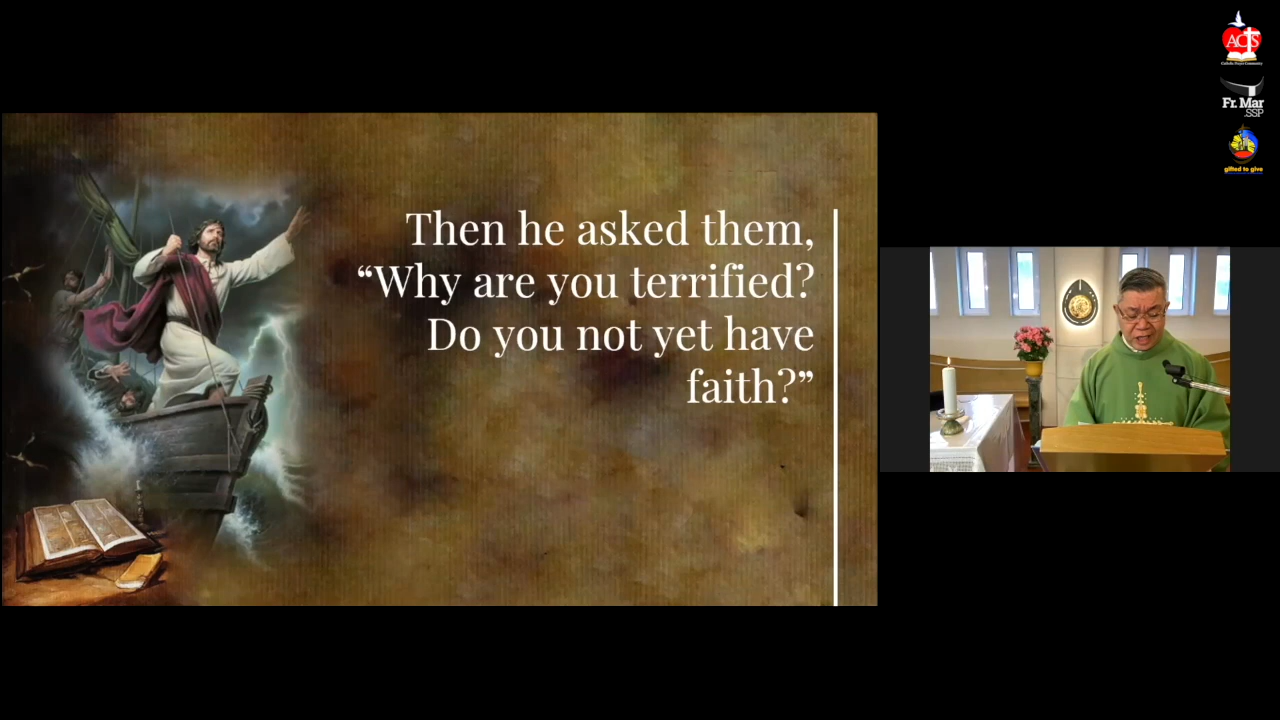 Then he asked them,
“Why are you terrified?
Do you not yet have
faith?”
ACTS
Fr. Mar
.SSP
gifted to give